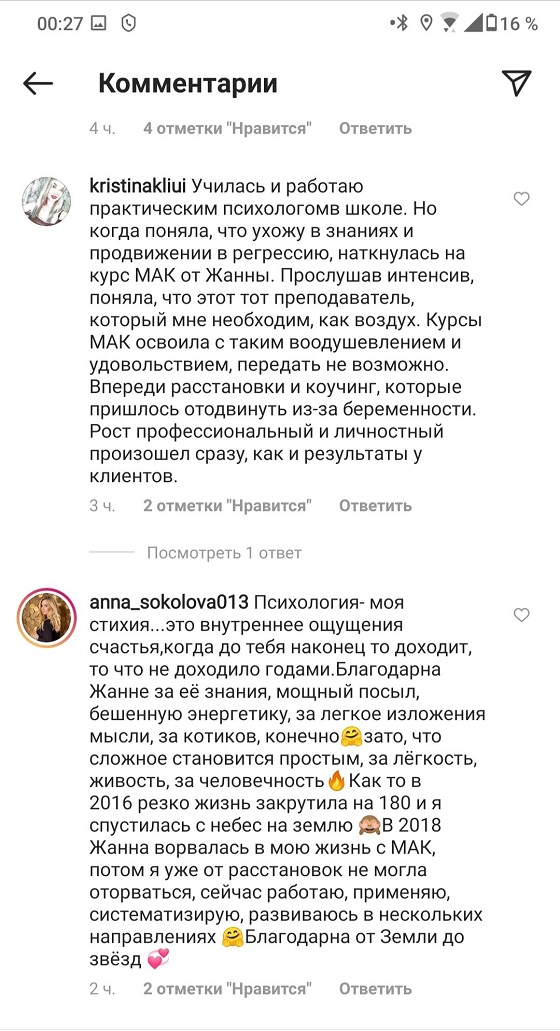 00:27 16 %
Комментарии
4 ч. 4 отметки "Нравится" Ответить
kristinakliui Училась и работаю
практическим психологомв школе. Но
когда поняла, что ухожу в знаниях и
продвижении в регрессию, наткнулась на
курс МАК от Жанны. Прослушав интенсив,
поняла, что этот тот преподаватель,
который мне необходим, как воздух. Курсы
МАК освоила с таким воодушевлением и
удовольствием, передать не возможно.
Впереди расстановки и коучинг, которые
пришлось отодвинуть из-за беременности.
Рост профессиональный и личностный
произошел сразу, как и результаты у
клиентов.
3 ч. 2 отметки "Нравится" Ответить
Посмотреть 1 ответ
anna_sokolova013 Психология- моя
стихия...это внутреннее ощущения
счастья,когда до тебя наконец то доходит,
то что не доходило годами.Благодарна
Жанне за её знания, мощный посыл,
бешенную энергетику, за легкое изложения
мысли, за котиков, конечно🤗зато, что
сложное становится простым, за лёгкость,
живость, за человечность🔥Как то в
2016 резко жизнь закрутила на 180 и я
спустилась с небес на землю 🙈В 2018
Жанна ворвалась в мою жизнь с МАК,
потом я уже от расстановок не могла
оторваться, сейчас работаю, применяю,
систематизирую, развиваюсь в нескольких
направлениях 🤗Благодарна от Земли до
звёзд 💞
2 ч. 2 отметки "Нравится" Ответить